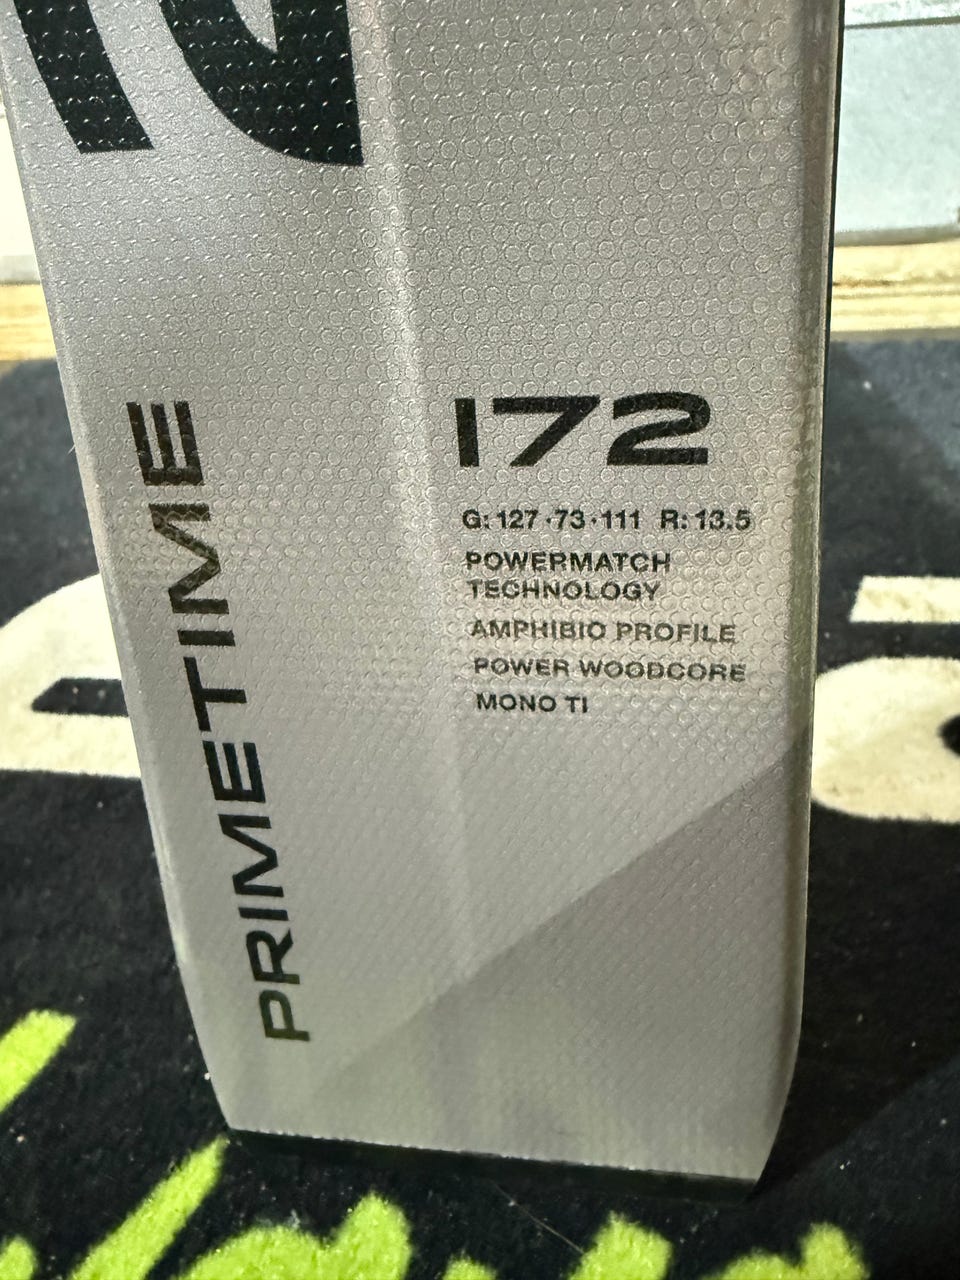 172
G: 127·73·111 R: 13.5
POWERMATCH
TECHNOLOGY
AMPHIBIO PROFILE
POWER WOODCORE
MONO TI
PRIMETIME